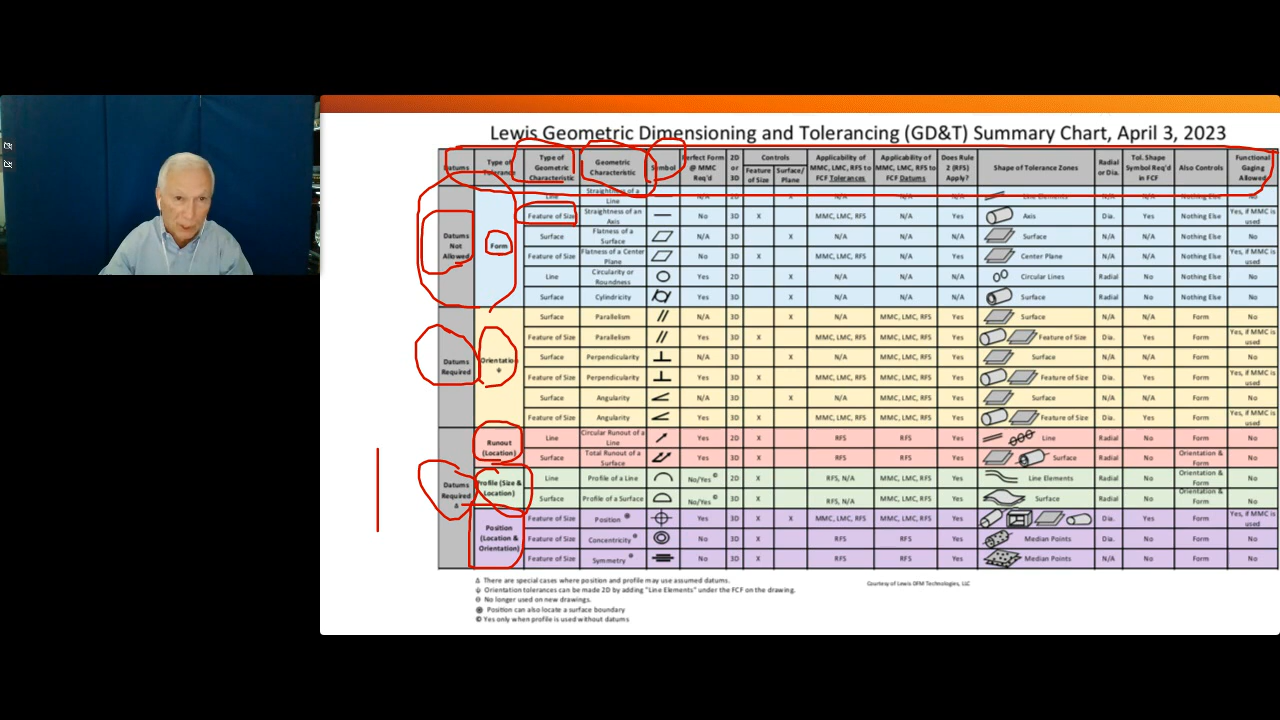 Lewis Geometric Dimensioning and Tolerancing (GD&T) Summary Chart, April 3, 2023
Datums Type of Tolerance Type of Geometric Characteristic Geometric Characteristic Symbol Perfect Form @ MMC Req'd 2D or 3D Controls Feature of Size Surface/ Plane Applicability of MMC, LMC, RFS to FCF Tolerances Applicability of MMC, LMC, RFS to FCF Datums Does Rule 2 (RFS) Apply? Shape of Tolerance Zones Radial or Dia. Tol. Shape Symbol Req'd in FCF Also Controls Functional Gaging Allowed
Datums Not Allowed
Form
Line Straightness of a Line N/A 2D X N/A N/A N/A Line Elements N/A N/A Nothing Else No
Feature of Size Straightness of an Axis No 3D X MMC, LMC, RFS N/A Yes Axis Dia. Yes Nothing Else Yes, if MMC is used
Surface Flatness of a Surface N/A 3D X N/A N/A N/A Surface N/A N/A Nothing Else No
Feature of Size Flatness of a Center Plane No 3D X MMC, LMC, RFS N/A Yes Center Plane N/A No Nothing Else Yes, if MMC is used
Line Circularity or Roundness Yes 2D X N/A N/A N/A Circular Lines Radial No Nothing Else No
Surface Cylindricity Yes 3D X N/A N/A N/A Surface Radial No Nothing Else No
Datums Required
Orientation ψ
Surface Parallelism // N/A 3D X N/A MMC, LMC, RFS Yes Surface N/A N/A Form No
Feature of Size Parallelism // Yes 3D X MMC, LMC, RFS MMC, LMC, RFS Yes Feature of Size Dia. Yes Form Yes, if MMC is used
Surface Perpendicularity N/A 3D X N/A MMC, LMC, RFS Yes Surface N/A No Form No
Feature of Size Perpendicularity Yes 3D X MMC, LMC, RFS MMC, LMC, RFS Yes Feature of Size Dia. Yes Form Yes, if MMC is used
Surface Angularity N/A 3D X N/A MMC, LMC, RFS Yes Surface N/A No Form No
Feature of Size Angularity Yes 3D X MMC, LMC, RFS MMC, LMC, RFS Yes Feature of Size Dia. Yes Form Yes, if MMC is used
Datums Required Δ
Runout (Location)
Line Circular Runout of a Line Yes 2D X RFS RFS Yes Line Radial No Form No
Surface Total Runout of a Surface Yes 3D X RFS RFS Yes Surface Radial No Orientation & Form No
Profile (Size & Location)
Line Profile of a Line No/Yes © 2D X RFS, N/A MMC, LMC, RFS Yes Line Elements Radial No Orientation & Form No
Surface Profile of a Surface No/Yes © 3D X RFS, N/A MMC, LMC, RFS Yes Surface Radial No Orientation & Form No
Position (Location & Orientation)
Feature of Size Position Yes 3D X X MMC, LMC, RFS MMC, LMC, RFS Yes Dia. Yes Form Yes, if MMC is used
Feature of Size Concentricity No 3D X RFS RFS Yes Median Points Dia. Yes Form No
Feature of Size Symmetry No 3D X RFS RFS Yes Median Points N/A No Form No
Δ There are special cases where position and profile may use assumed datums.
ψ Orientation tolerances can be made 2D by adding "Line Elements" under the FCF on the drawing.
Θ No longer used on new drawings.
Position can also locate a surface boundary
© Yes only when profile is used without datums
Courtesy of Lewis DFM Technologies, LLC